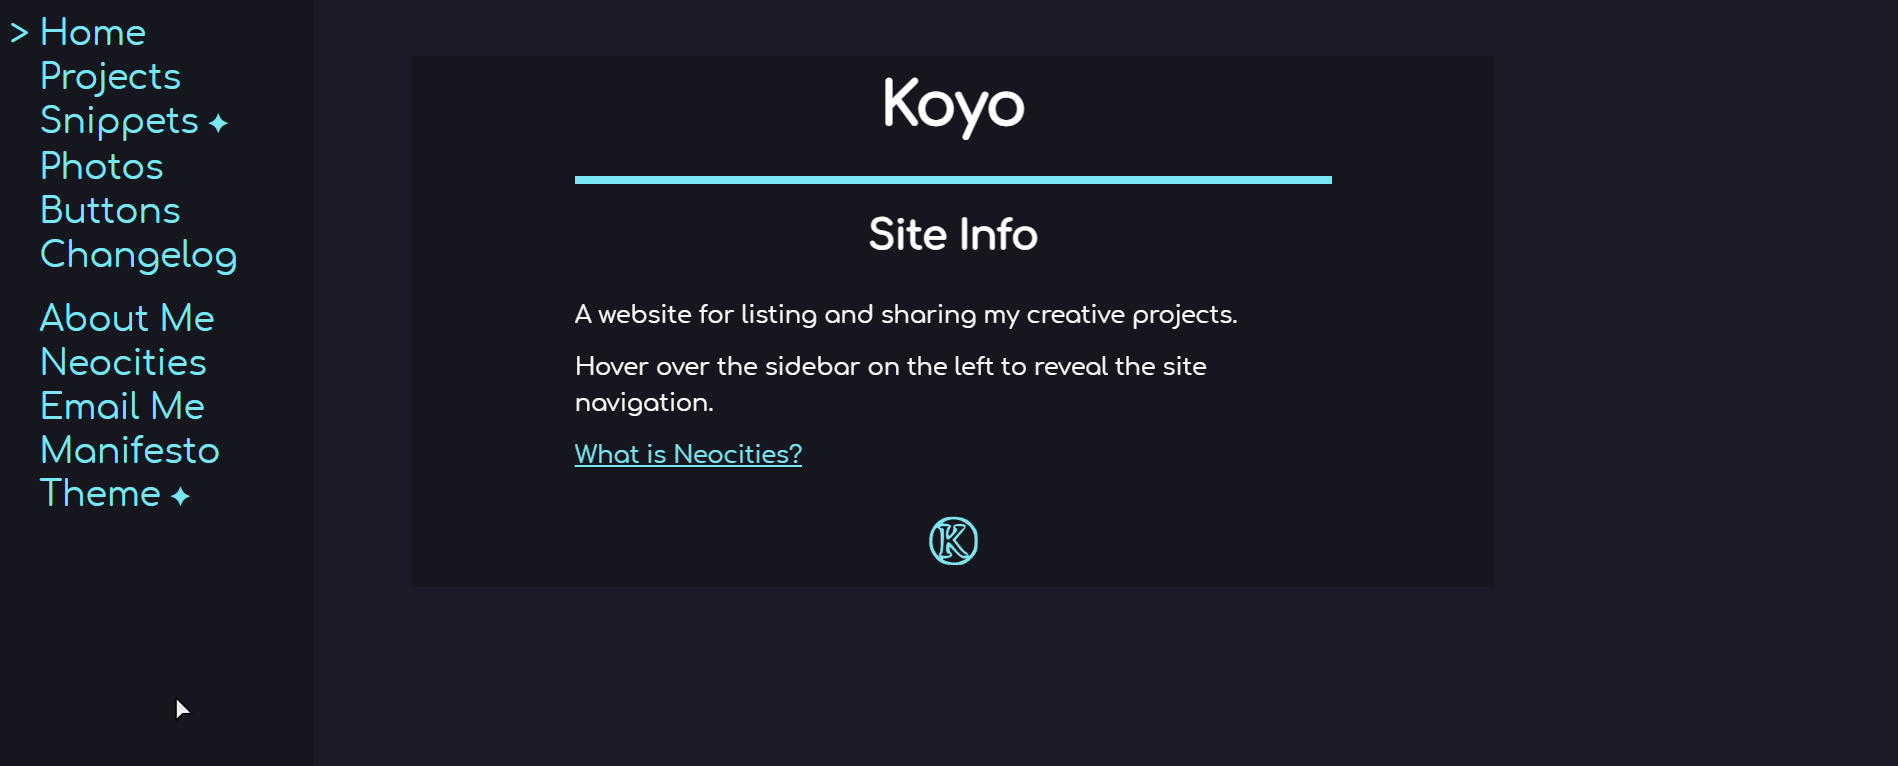 > Home
Projects
Snippets ✦
Photos
Buttons
Changelog
About Me
Neocities
Email Me
Manifesto
Theme ✦
Koyo
Site Info
A website for listing and sharing my creative projects.
Hover over the sidebar on the left to reveal the site
navigation.
What is Neocities?
K